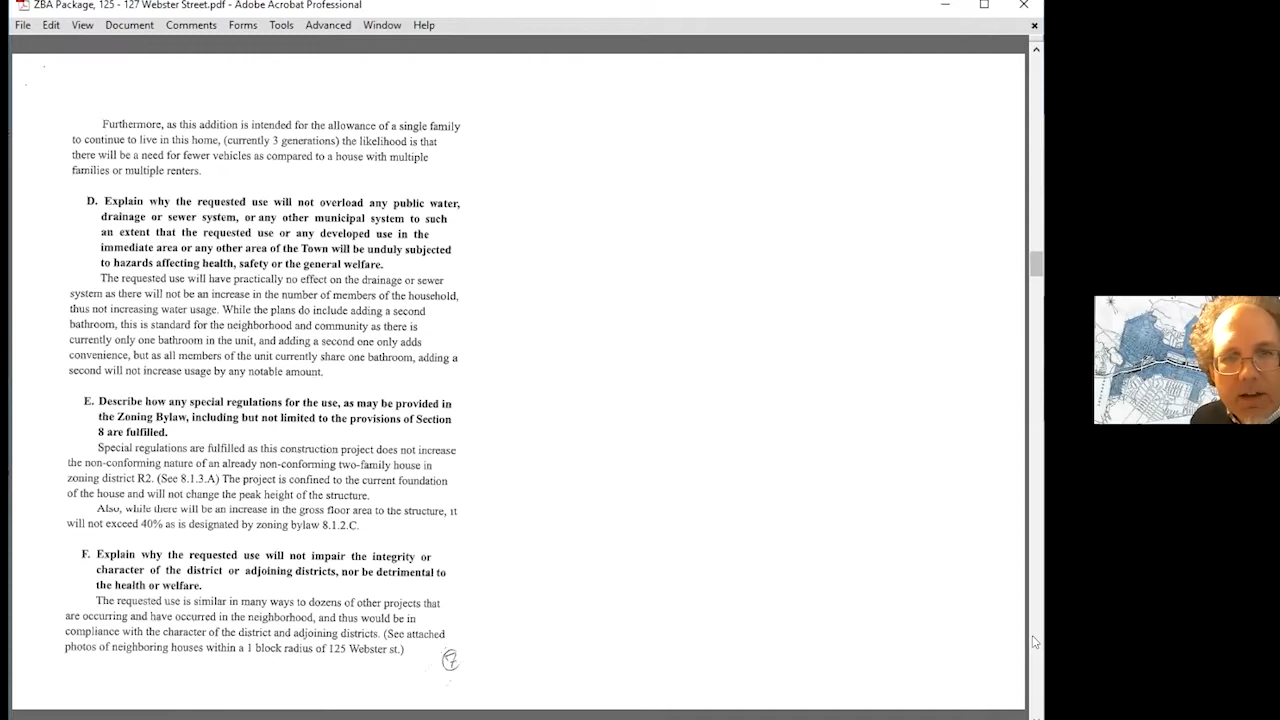 ZBA Package, 125 - 127 Webster Street.pdf - Adobe Acrobat Professional
File Edit View Document Comments Forms Tools Advanced Window Help
Furthermore, as this addition is intended for the allowance of a single family
to continue to live in this home, (currently 3 generations) the likelihood is that
there will be a need for fewer vehicles as compared to a house with multiple
families or multiple renters.
D. Explain why the requested use will not overload any public water,
drainage or sewer system, or any other municipal system to such
an extent that the requested use or any developed use in the
immediate area or any other area of the Town will be unduly subjected
to hazards affecting health, safety or the general welfare.
The requested use will have practically no effect on the drainage or sewer
system as there will not be an increase in the number of members of the household,
thus not increasing water usage. While the plans do include adding a second
bathroom, this is standard for the neighborhood and community as there is
currently only one bathroom in the unit, and adding a second one only adds
convenience, but as all members of the unit currently share one bathroom, adding a
second will not increase usage by any notable amount.
E. Describe how any special regulations for the use, as may be provided in
the Zoning Bylaw, including but not limited to the provisions of Section
8 are fulfilled.
Special regulations are fulfilled as this construction project does not increase
the non-conforming nature of an already non-conforming two-family house in
zoning district R2. (See 8.1.3.A) The project is confined to the current foundation
of the house and will not change the peak height of the structure.
Also, while there will be an increase in the gross floor area to the structure, it
will not exceed 40% as is designated by zoning bylaw 8.1.2.C.
F. Explain why the requested use will not impair the integrity or
character of the district or adjoining districts, nor be detrimental to
the health or welfare.
The requested use is similar in many ways to dozens of other projects that
are occurring and have occurred in the neighborhood, and thus would be in
compliance with the character of the district and adjoining districts. (See attached
photos of neighboring houses within a 1 block radius of 125 Webster st.)
7